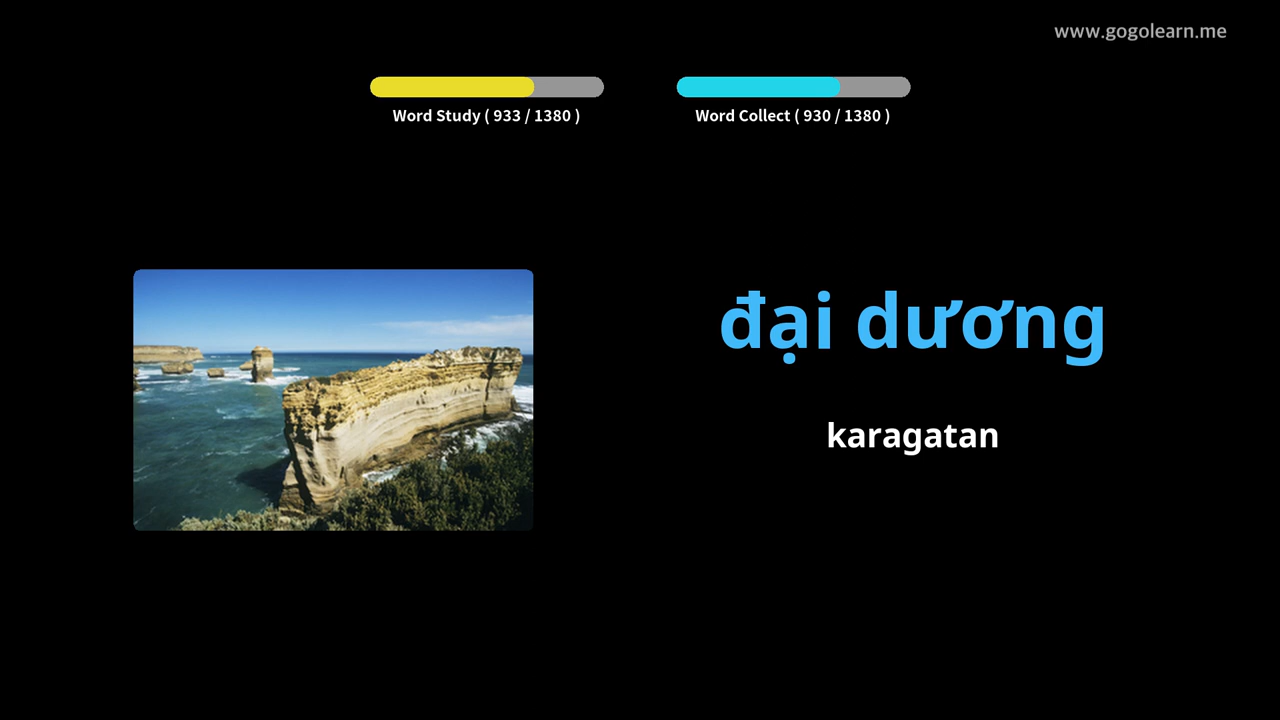 www.gogolearn.me
Word Study ( 933 / 1380 )
Word Collect ( 930 / 1380 )
đại dương
karagatan